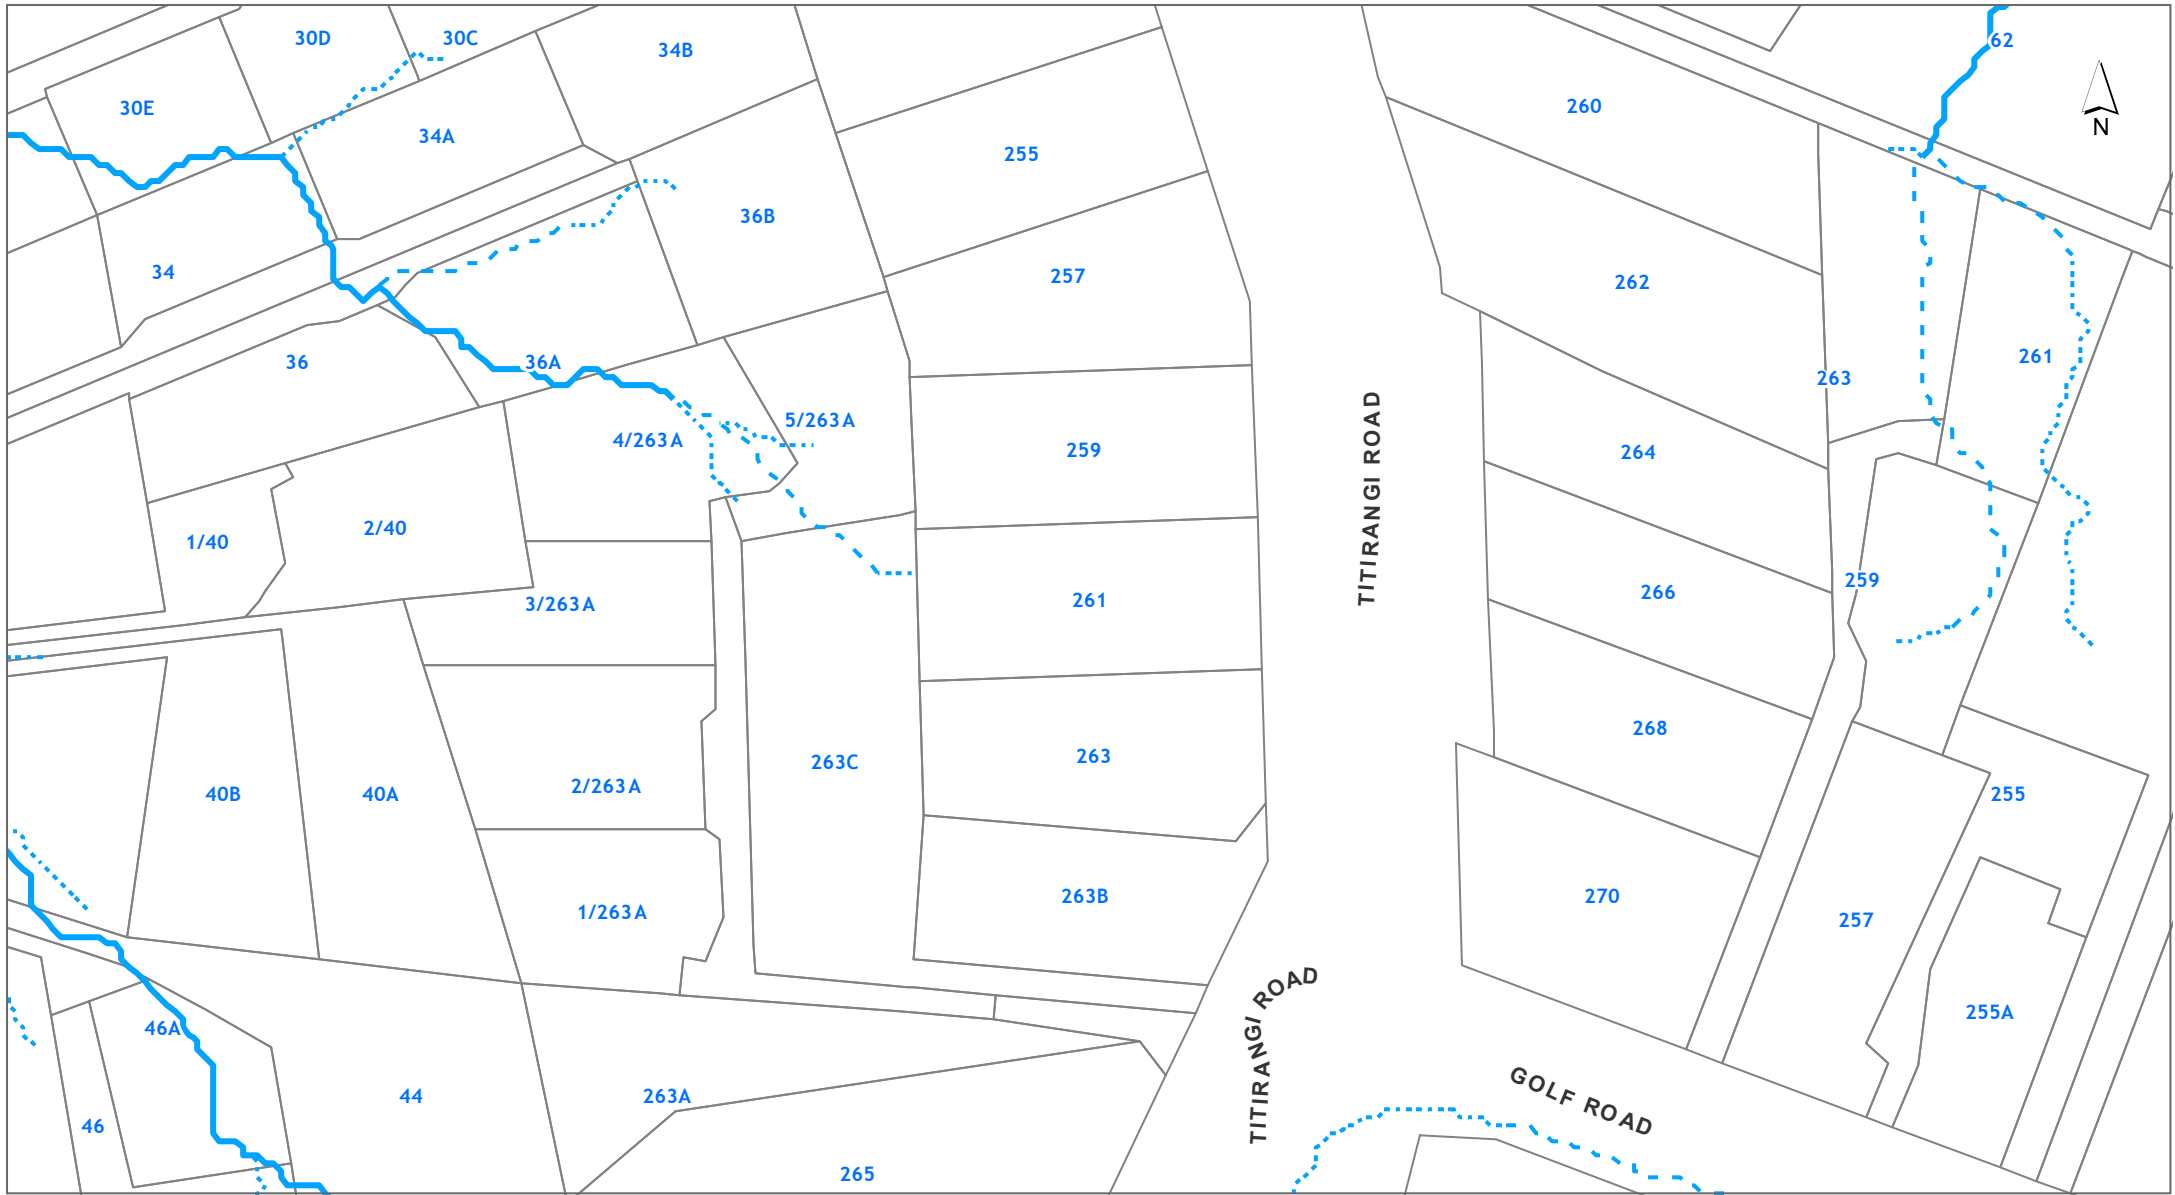 30D
30C
34B
62
30E
34A
260
N
255
36B
34
257
262
36
36A
261
263
5/263A
4/263A
259
264
TITIRANGI ROAD
1/40
2/40
3/263A
261
266
259
268
263C
263
2/263A
40B
40A
255
1/263A
263B
270
257
46A
TITIRANGI ROAD
255A
44
263A
GOLF ROAD
46
265